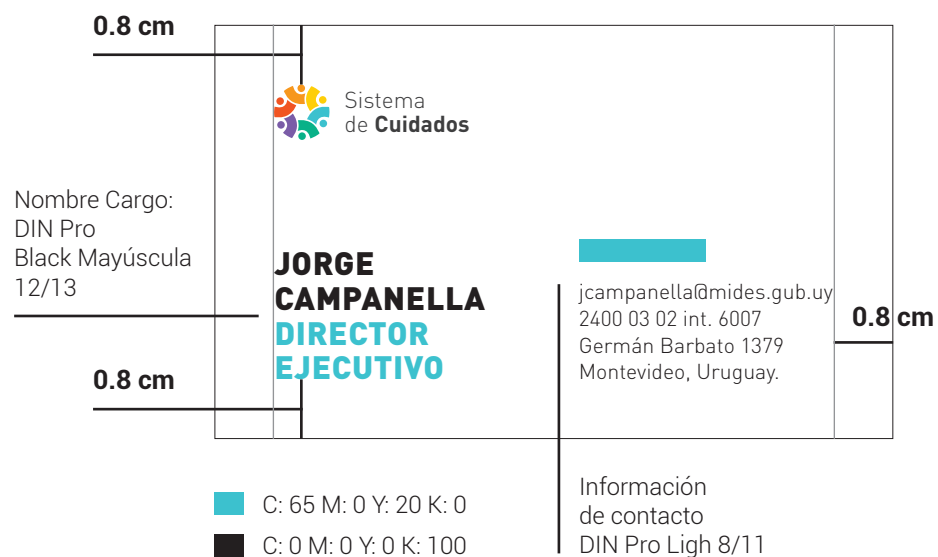 0.8 cm
Sistema
de Cuidados
Nombre Cargo:
DIN Pro
Black Mayúscula
12/13
JORGE
CAMPANELLA
DIRECTOR
EJECUTIVO
jcampanella@mides.gub.uy
2400 03 02 int. 6007
Germán Barbato 1379
Montevideo, Uruguay.
0.8 cm
0.8 cm
C: 65 M: 0 Y: 20 K: 0
C: 0 M: 0 Y: 0 K: 100
Información
de contacto
DIN Pro Ligh 8/11